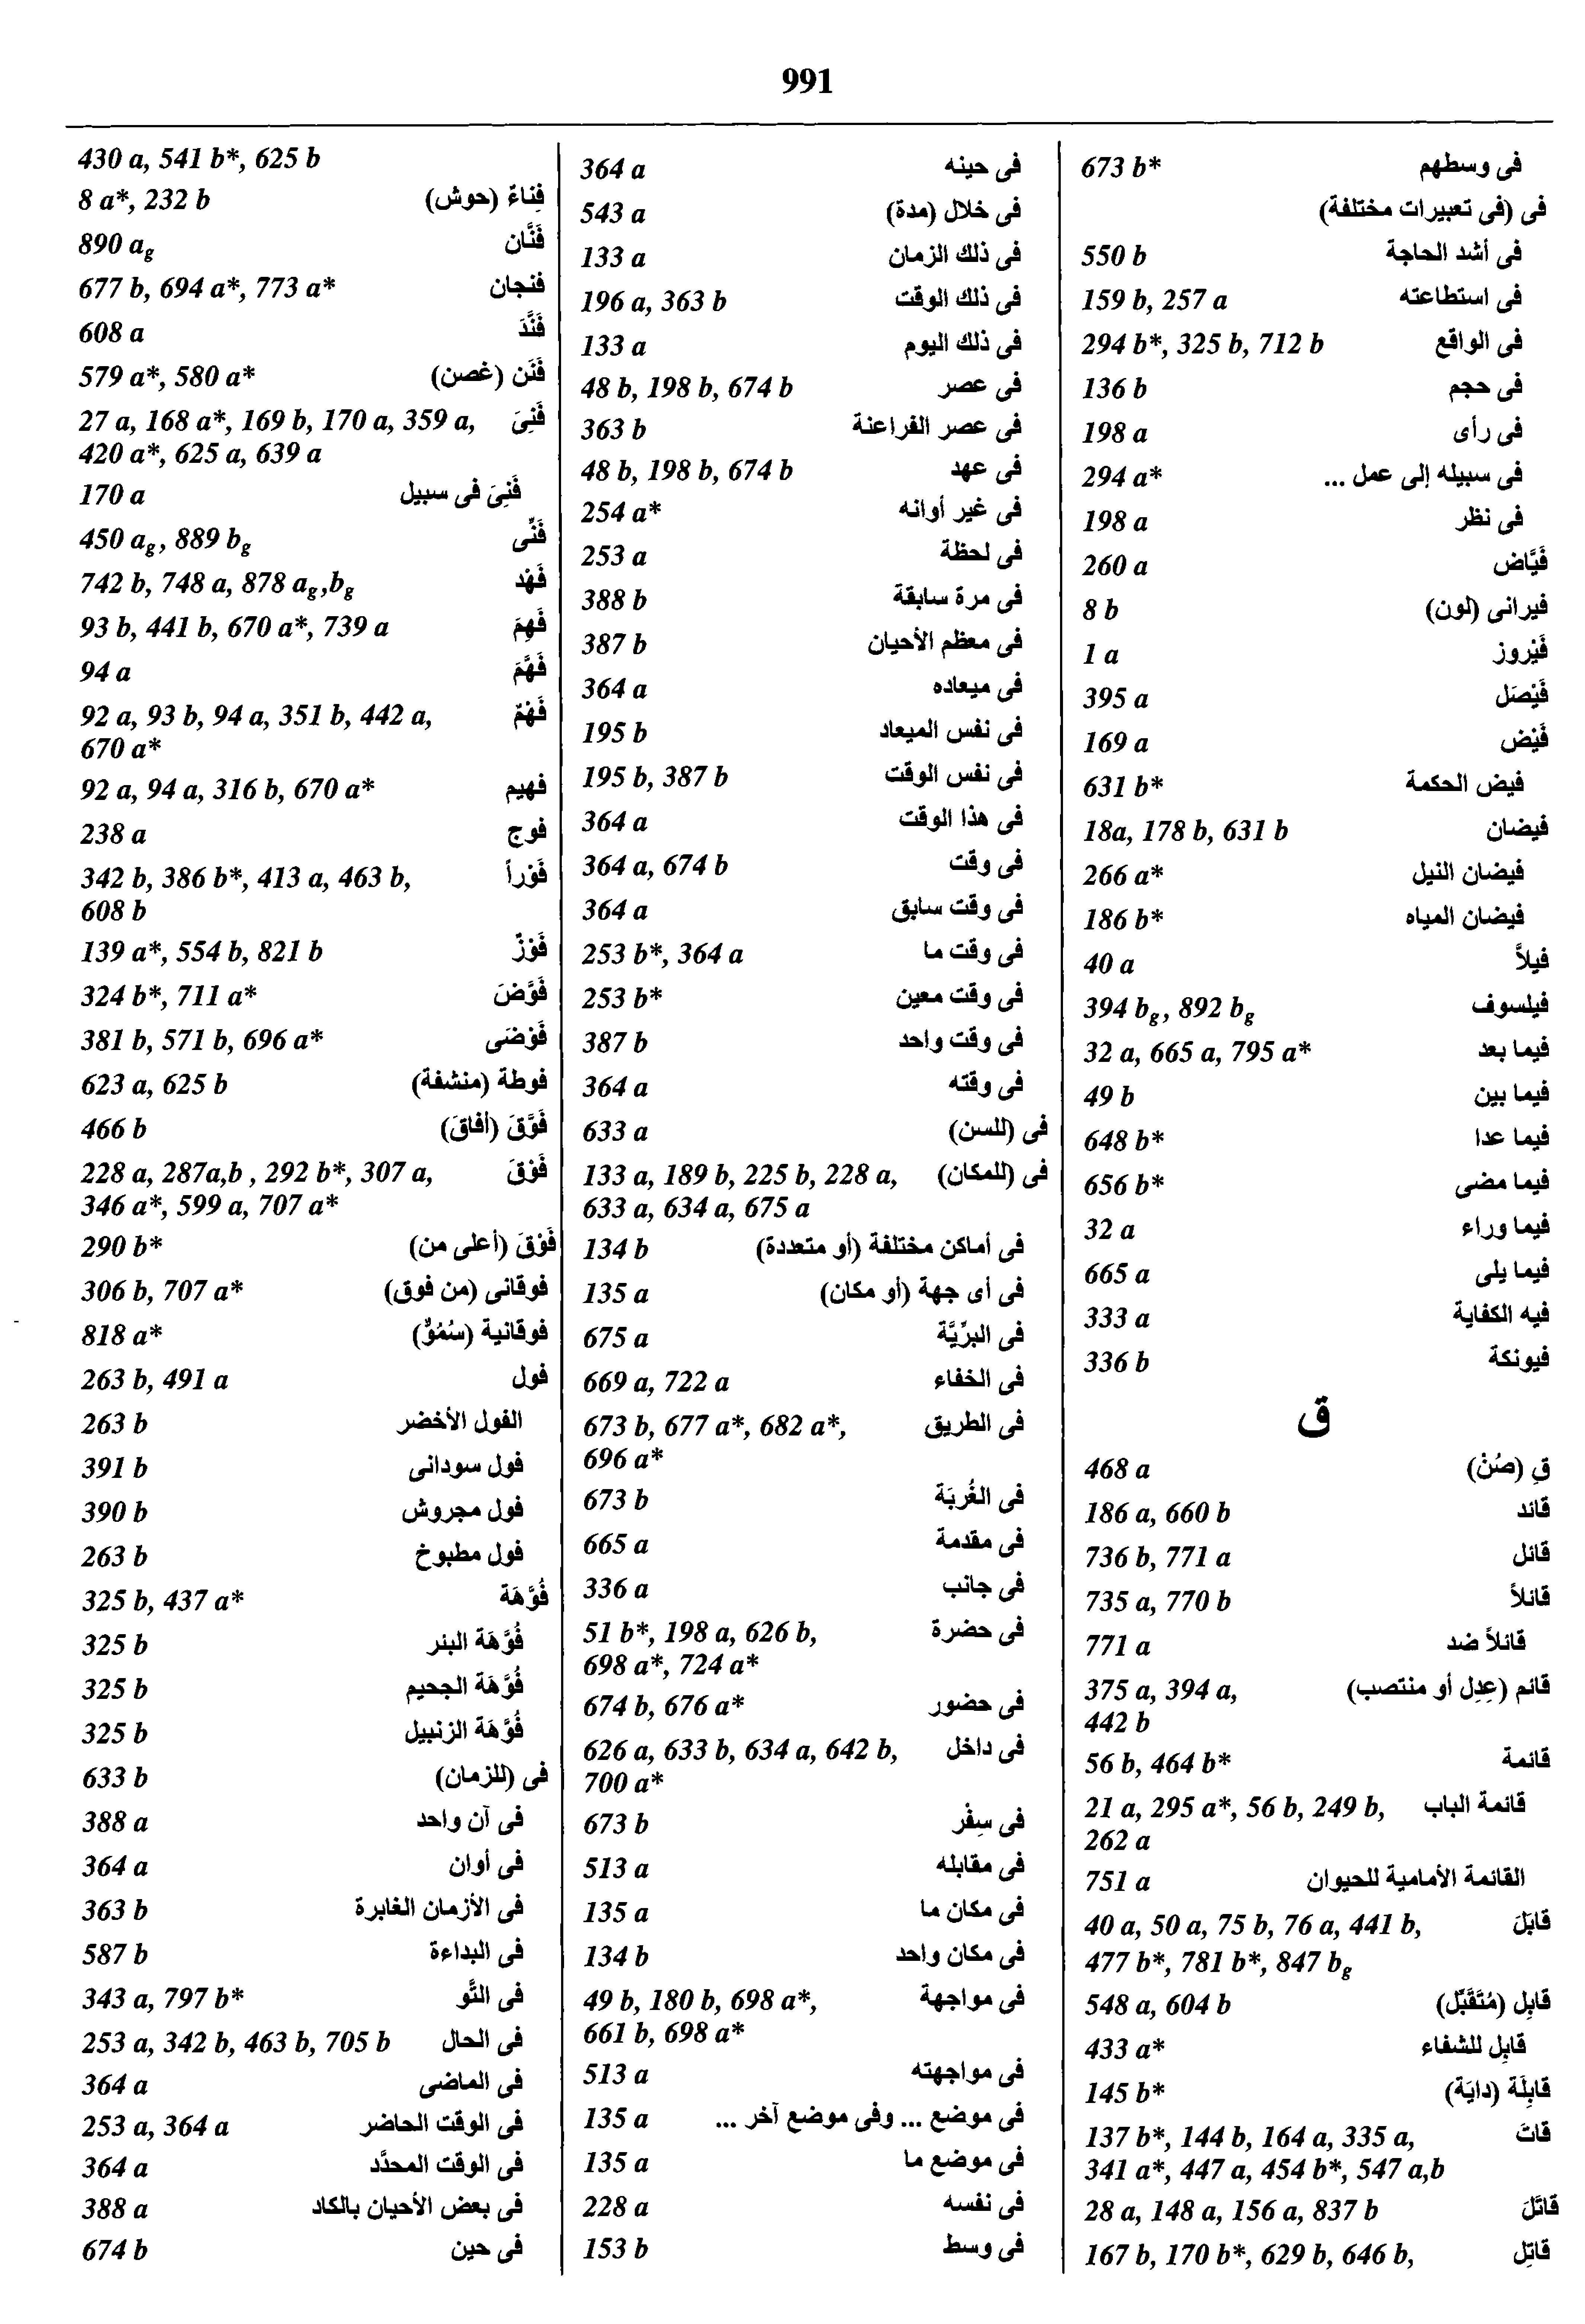 991
430 a, 541 b*, 625 b
فِناءٌ (حوش) 8 a*, 232 b
فَنَّان 890 ag
فنجان 677 b, 694 a*, 773 a*
فَنَّدَ 608 a
فَنَن (غصن) 579 a*, 580 a*
فَنِىَ 27 a, 168 a*, 169 b, 170 a, 359 a,
420 a*, 625 a, 639 a
فَنِىَ فى سبيل 170 a
فَنِّى 450 ag, 889 bg
فَهْد 742 b, 748 a, 878 ag,bg
فَهِمَ 93 b, 441 b, 670 a*, 739 a
فَهَّمَ 94 a
فَهْمٌ 92 a, 93 b, 94 a, 351 b, 442 a,
670 a*
فهيم 92 a, 94 a, 316 b, 670 a*
فوج 238 a
فَوْراً 342 b, 386 b*, 413 a, 463 b,
608 b
فَوْزٌ 139 a*, 554 b, 821 b
فَوَّضَ 324 b*, 711 a*
فَوْضَى 381 b, 571 b, 696 a*
فوطة (منشفة) 623 a, 625 b
فَوَّقَ (أفاقَ) 466 b
فَوْقَ 228 a, 287a,b , 292 b*, 307 a,
346 a*, 599 a, 707 a*
فَوْقَ (أعلى من) 290 b*
فوقانى (من فوق) 306 b, 707 a*
فوقانية (سُمُوٌّ) 818 a*
فول 263 b, 491 a
الفول الأخضر 263 b
فول سودانى 391 b
فول مجروش 390 b
فول مطبوخ 263 b
فُوَّهَة 325 b, 437 a*
فُوَّهَة البئر 325 b
فُوَّهَة الجحيم 325 b
فُوَّهَة الزنبيل 325 b
فى (للزمان) 633 b
فى آن واحد 388 a
فى أوان 364 a
فى الأزمان الغابرة 363 b
فى البداءة 587 b
فى التَّو 343 a, 797 b*
فى الحال 253 a, 342 b, 463 b, 705 b
فى الماضى 364 a
فى الوقت الحاضر 253 a, 364 a
فى الوقت المحدَّد 364 a
فى بعض الأحيان بالكاد 388 a
فى حين 674 b
فى حينه 364 a
فى خلال (مدة) 543 a
فى ذلك الزمان 133 a
فى ذلك الوقت 196 a, 363 b
فى ذلك اليوم 133 a
فى عصر 48 b, 198 b, 674 b
فى عصر الفراعنة 363 b
فى عهد 48 b, 198 b, 674 b
فى غير أوانه 254 a*
فى لحظة 253 a
فى مرة سابقة 388 b
فى معظم الأحيان 387 b
فى ميعاده 364 a
فى نفس الميعاد 195 b
فى نفس الوقت 195 b, 387 b
فى هذا الوقت 364 a
فى وقت 364 a, 674 b
فى وقت سابق 364 a
فى وقت ما 253 b*, 364 a
فى وقت معين 253 b*
فى وقت واحد 387 b
فى وقته 364 a
فى (للسن) 633 a
فى (للمكان) 133 a, 189 b, 225 b, 228 a,
633 a, 634 a, 675 a
فى أماكن مختلفة (أو متعددة) 134 b
فى أى جهة (أو مكان) 135 a
فى البرِّيَّة 675 a
فى الخفاء 669 a, 722 a
فى الطريق 673 b, 677 a*, 682 a*,
696 a*
فى الغُربَة 673 b
فى مقدمة 665 a
فى جانب 336 a
فى حضرة 51 b*, 198 a, 626 b,
698 a*, 724 a*
فى حضور 674 b, 676 a*
فى داخل 626 a, 633 b, 634 a, 642 b,
700 a*
فى سِفْر 673 b
فى مقابله 513 a
فى مكان ما 135 a
فى مكان واحد 134 b
فى مواجهة 49 b, 180 b, 698 a*,
661 b, 698 a*
فى مواجهته 513 a
فى موضع ... وفى موضع آخر ... 135 a
فى موضع ما 135 a
فى نفسه 228 a
فى وسط 153 b
فى وسطهم 673 b*
فى (فى تعبيرات مختلفة)
فى أشد الحاجة 550 b
فى استطاعته 159 b, 257 a
فى الواقع 294 b*, 325 b, 712 b
فى حجم 136 b
فى رأى 198 a
فى سبيله إلى عمل ... 294 a*
فى نظر 198 a
فَيَّاض 260 a
فيرانى (لون) 8 b
فَيْروز 1 a
فَيْصَل 395 a
فَيْض 169 a
فيض الحكمة 631 b*
فيضان 18a, 178 b, 631 b
فيضان النيل 266 a*
فيضان المياه 186 b*
فيلاً 40 a
فيلسوف 394 bg, 892 bg
فيما بعد 32 a, 665 a, 795 a*
فيما بين 49 b
فيما عدا 648 b*
فيما مضى 656 b*
فيما وراء 32 a
فيما يلى 665 a
فيه الكفاية 333 a
فيونكة 336 b
ق
قِ (صُنْ) 468 a
قائد 186 a, 660 b
قائل 736 b, 771 a
قائلاً 735 a, 770 b
قائلاً ضد 771 a
قائم (عِدِل أو منتصب) 375 a, 394 a,
442 b
قائمة 56 b, 464 b*
قائمة الباب 21 a, 295 a*, 56 b, 249 b,
262 a
القائمة الأمامية للحيوان 751 a
قابَلَ 40 a, 50 a, 75 b, 76 a, 441 b,
477 b*, 781 b*, 847 bg
قابِل (مُتَقَبِّل) 548 a, 604 b
قابِل للشفاء 433 a*
قابِلَة (دايَة) 145 b*
قاتَ 137 b*, 144 b, 164 a, 335 a,
341 a*, 447 a, 454 b*, 547 a,b
قاتَلَ 28 a, 148 a, 156 a, 837 b
قاتِل 167 b, 170 b*, 629 b, 646 b,